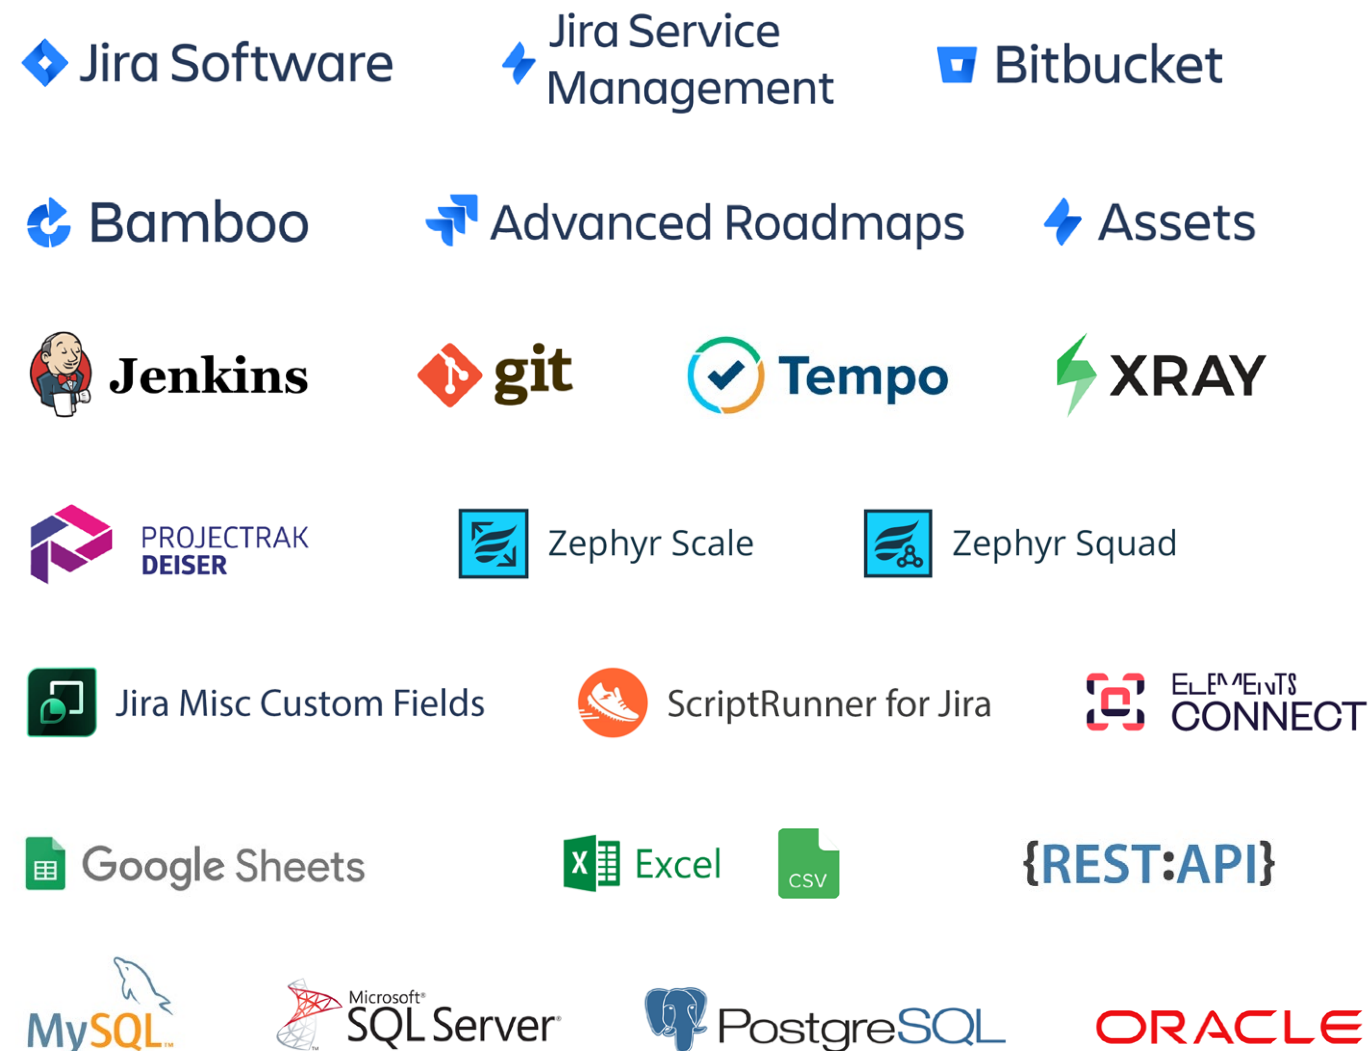 Jira Software
Jira Service
Management
Bitbucket
Bamboo
Advanced Roadmaps
Assets
Jenkins
git
Tempo
XRAY
PROJECTRAK
DEISER
Zephyr Scale
Zephyr Squad
Jira Misc Custom Fields
ScriptRunner for Jira
ELEMENTS
CONNECT
Google Sheets
X Excel
CSV
{REST:API}
MySQL™
Microsoft®
SQL Server®
PostgreSQL
ORACLE